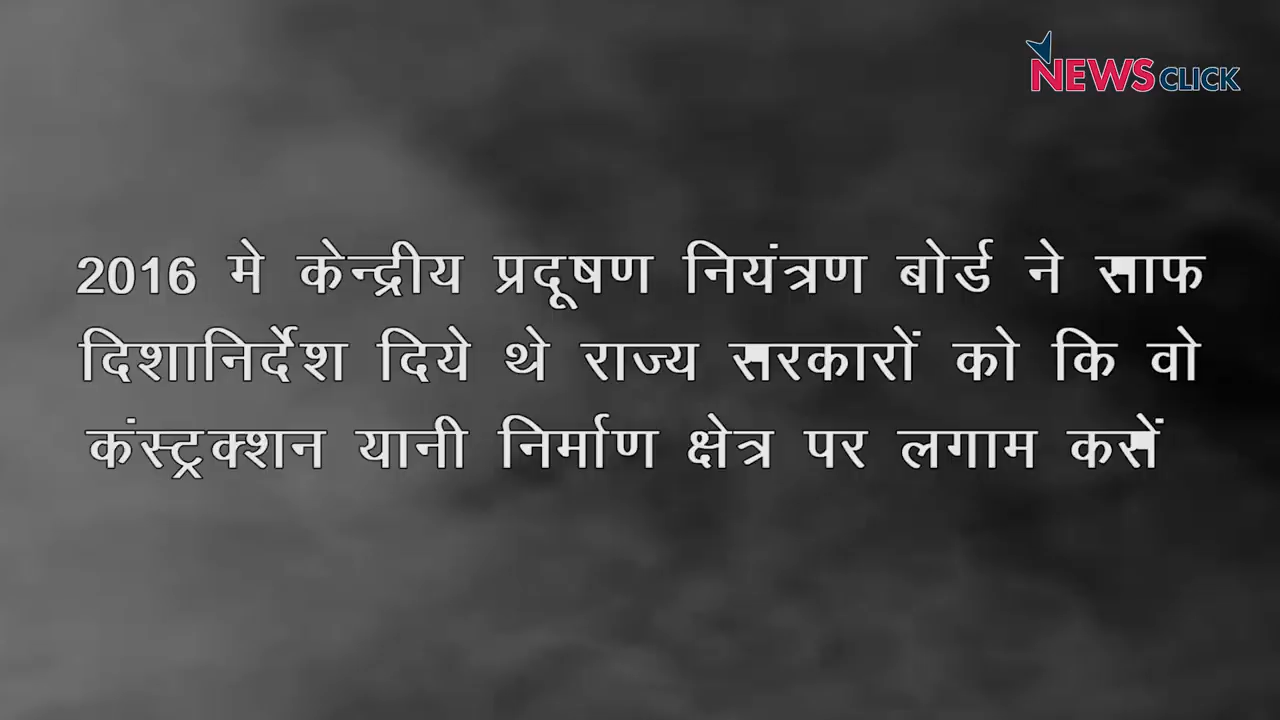 NEWSCLICK
2016 मे केन्द्रीय प्रदूषण नियंत्रण बोर्ड ने साफ
दिशानिर्देश दिये थे राज्य सरकारों को कि वो
कंस्ट्रक्शन यानी निर्माण क्षेत्र पर लगाम कसें